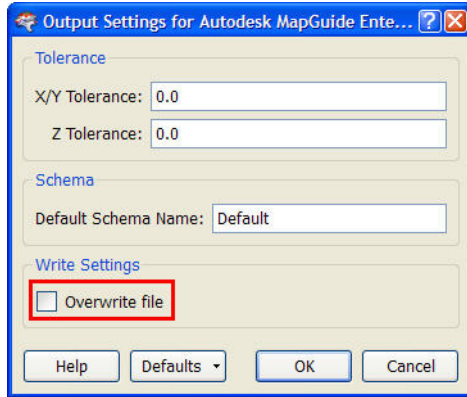 Output Settings for Autodesk MapGuide Ente...
Tolerance
X/Y Tolerance: 0.0
Z Tolerance: 0.0
Schema
Default Schema Name: Default
Write Settings
Overwrite file
Help Defaults OK Cancel